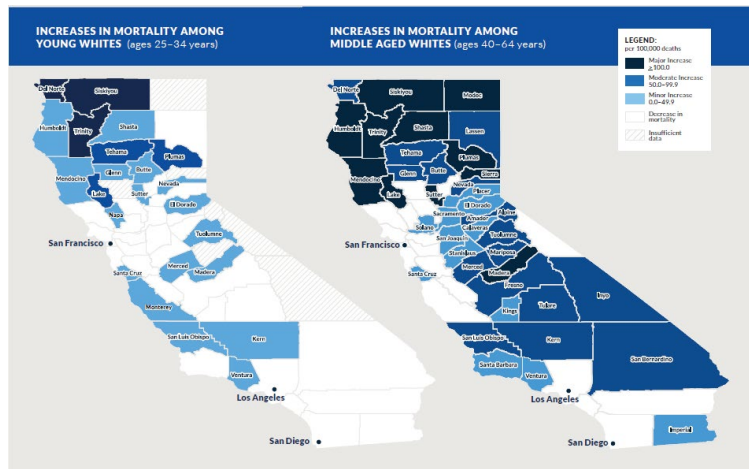 INCREASES IN MORTALITY AMONG
YOUNG WHITES (ages 25–34 years)
Del Norte
Siskiyou
Humboldt
Trinity
Shasta
Tehama
Plumas
Mendocino
Glenn
Butte
Lake
Sutter
Nevada
Napa
El Dorado
San Francisco
Tuolumne
Merced
Madera
Santa Cruz
Monterey
San Luis Obispo
Kern
Ventura
Los Angeles
San Diego
INCREASES IN MORTALITY AMONG
MIDDLE AGED WHITES (ages 40–64 years)
Del Norte
Siskiyou
Modoc
Humboldt
Trinity
Shasta
Lassen
Tehama
Plumas
Mendocino
Glenn
Butte
Sierra
Lake
Sutter
Nevada
Placer
El Dorado
Sacramento
Alpine
Amador
Solano
Calaveras
San Francisco
San Joaquin
Tuolumne
Stanislaus
Mariposa
Merced
Madera
Santa Cruz
Fresno
Inyo
Kings
Tulare
San Luis Obispo
Kern
San Bernardino
Santa Barbara
Ventura
Los Angeles
Imperial
San Diego
LEGEND:
per 100,000 deaths
Major Increase
≥100.0
Moderate Increase
50.0–99.9
Minor Increase
0.0–49.9
Decrease in
mortality
Insufficient
data